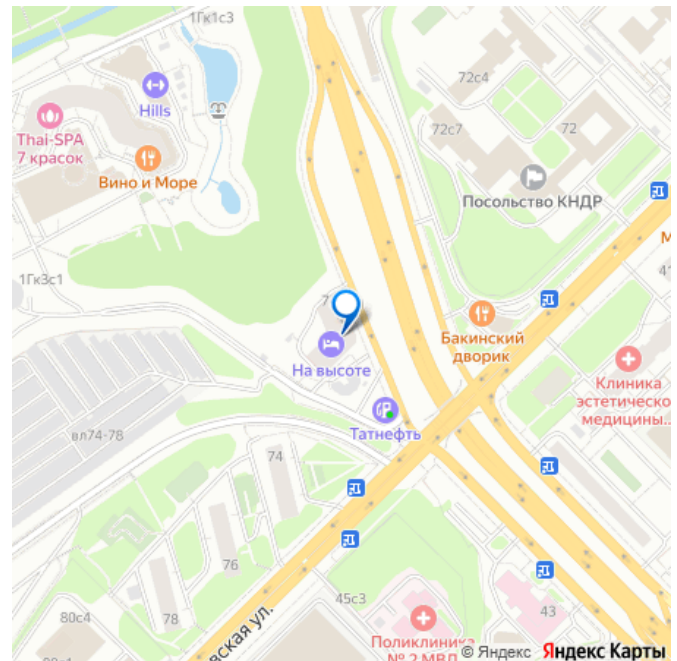 1Гк1с3
Hills
72с4
Thai-SPA
7 красок
72с7
72
Вино и Море
Посольство КНДР
М
1Гк3с1
41
7
Бакинский
дворик
На высоте
Клиника
эстетическо
медицины...
Татнефть
вл74-78
74
76
45с3
43
80с4
78
вская ул.
Поликлиника
№ 2 МВД
© Яндекс Яндекс Карты